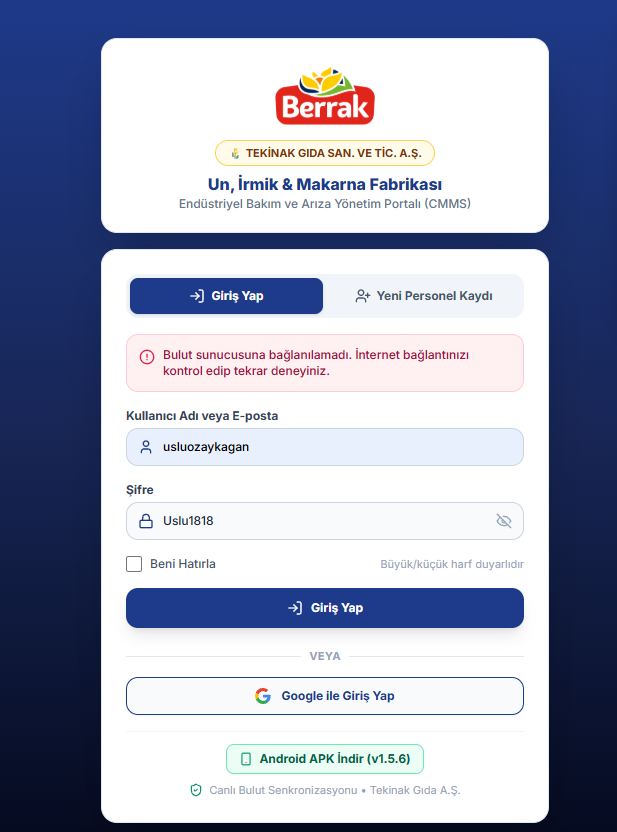 Berrak
TEKİNAK GIDA SAN. VE TİC. A.Ş.
Un, İrmik & Makarna Fabrikası
Endüstriyel Bakım ve Arıza Yönetim Portalı (CMMS)
Giriş Yap
Yeni Personel Kaydı
Bulut sunucusuna bağlanılamadı. İnternet bağlantınızı
kontrol edip tekrar deneyiniz.
Kullanıcı Adı veya E-posta
usluozaykagan
Şifre
Uslu1818
Beni Hatırla
Büyük/küçük harf duyarlıdır
Giriş Yap
VEYA
Google ile Giriş Yap
Android APK İndir (v1.5.6)
Canlı Bulut Senkronizasyonu • Tekinak Gıda A.Ş.